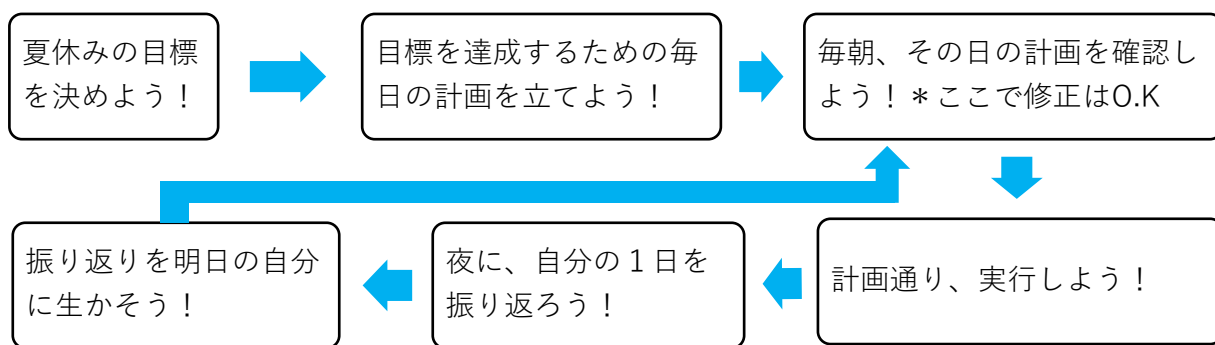 夏休みの目標
を決めよう！
目標を達成するための毎
日の計画を立てよう！
毎朝、その日の計画を確認し
よう！＊ここで修正はO.K
計画通り、実行しよう！
夜に、自分の１日を
振り返ろう！
振り返りを明日の自分
に生かそう！